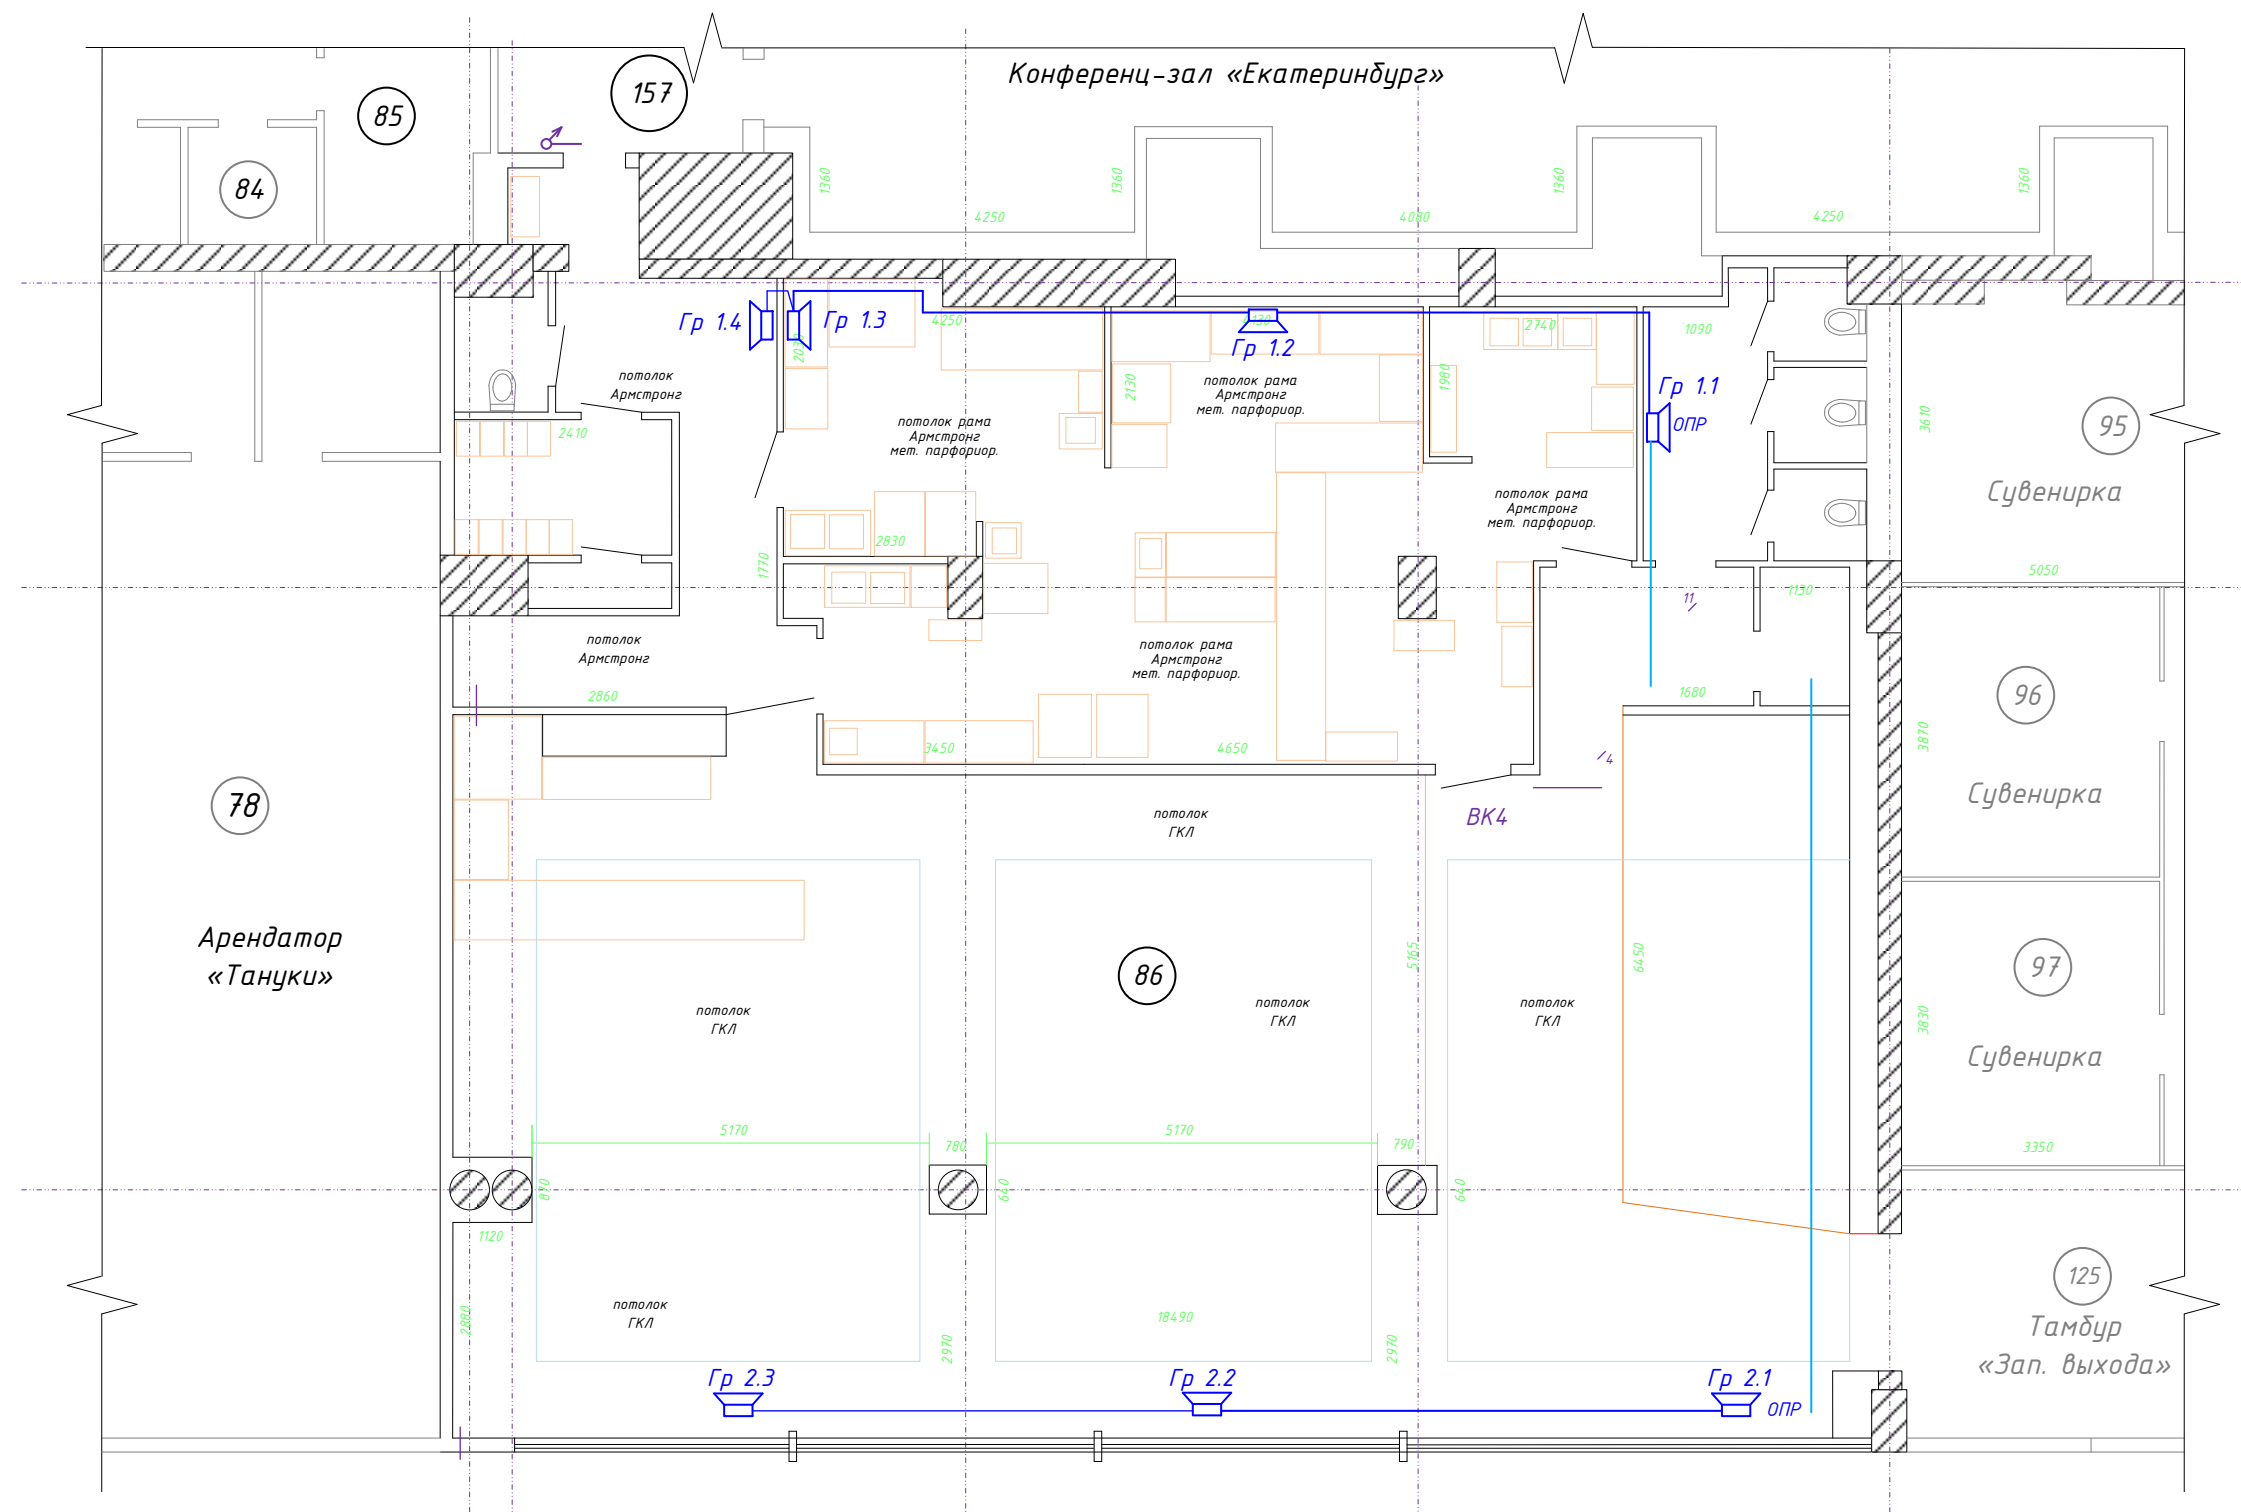 Конференц-зал «Екатеринбург»
157
85
84
1360
1360
1360
1360
4250
4080
4250
Гр 1.4
Гр 1.3
4250
Гр 1.2
2740
1090
2130
1980
Гр 1.1
ОПР
потолок
Армстронг
2410
потолок рама
Армстронг
мет. парфориор.
потолок рама
Армстронг
мет. парфориор.
потолок рама
Армстронг
мет. парфориор.
3610
95
Сувенирка
5050
2830
1770
11
1130
потолок
Армстронг
потолок рама
Армстронг
мет. парфориор.
2860
1680
96
3870
Сувенирка
3450
4650
4
ВК4
78
потолок
ГКЛ
Арендатор
«Тануки»
86
5165
6450
97
3830
Сувенирка
потолок
ГКЛ
потолок
ГКЛ
потолок
ГКЛ
5170
780
5170
790
3350
870
640
640
1120
125
Тамбур
«Зап. выхода»
2880
потолок
ГКЛ
18490
2970
2970
Гр 2.3
Гр 2.2
Гр 2.1
ОПР